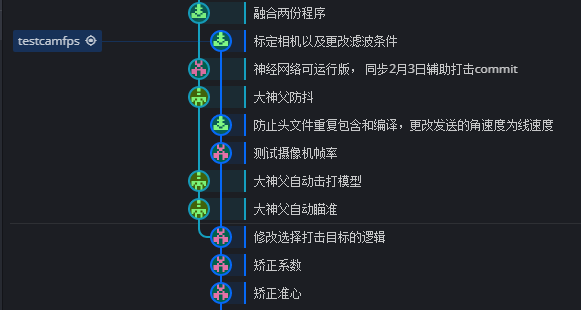 融合两份程序
testcamfps
标定相机以及更改滤波条件
神经网络可运行版， 同步2月3日辅助打击commit
大神父防抖
防止头文件重复包含和编译，更改发送的角速度为线速度
测试摄像机帧率
大神父自动击打模型
大神父自动瞄准
修改选择打击目标的逻辑
矫正系数
矫正准心